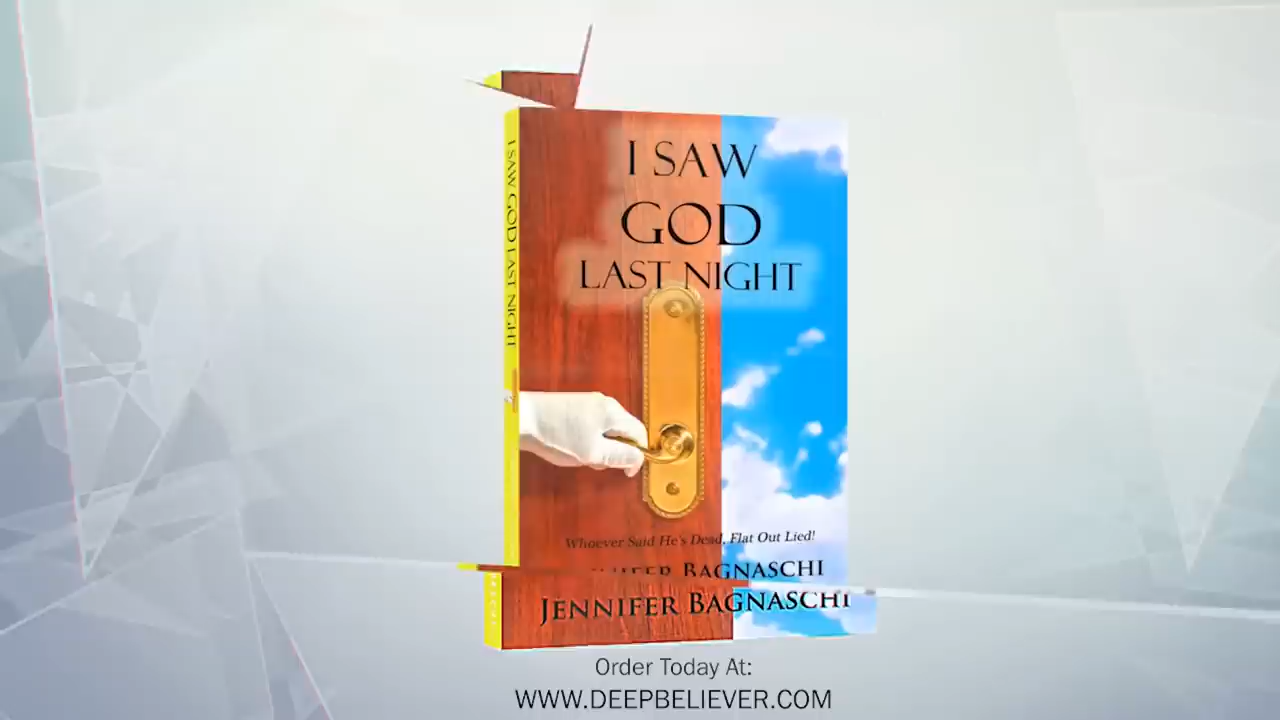 I SAW
GOD
LAST NIGHT
I SAW GOD LAST NIGHT
Whoever Said He's Dead, Flat Out Lied!
BAGNASCHI
JENNIFER BAGNASCHI
Order Today At:
WWW.DEEPBELIEVER.COM